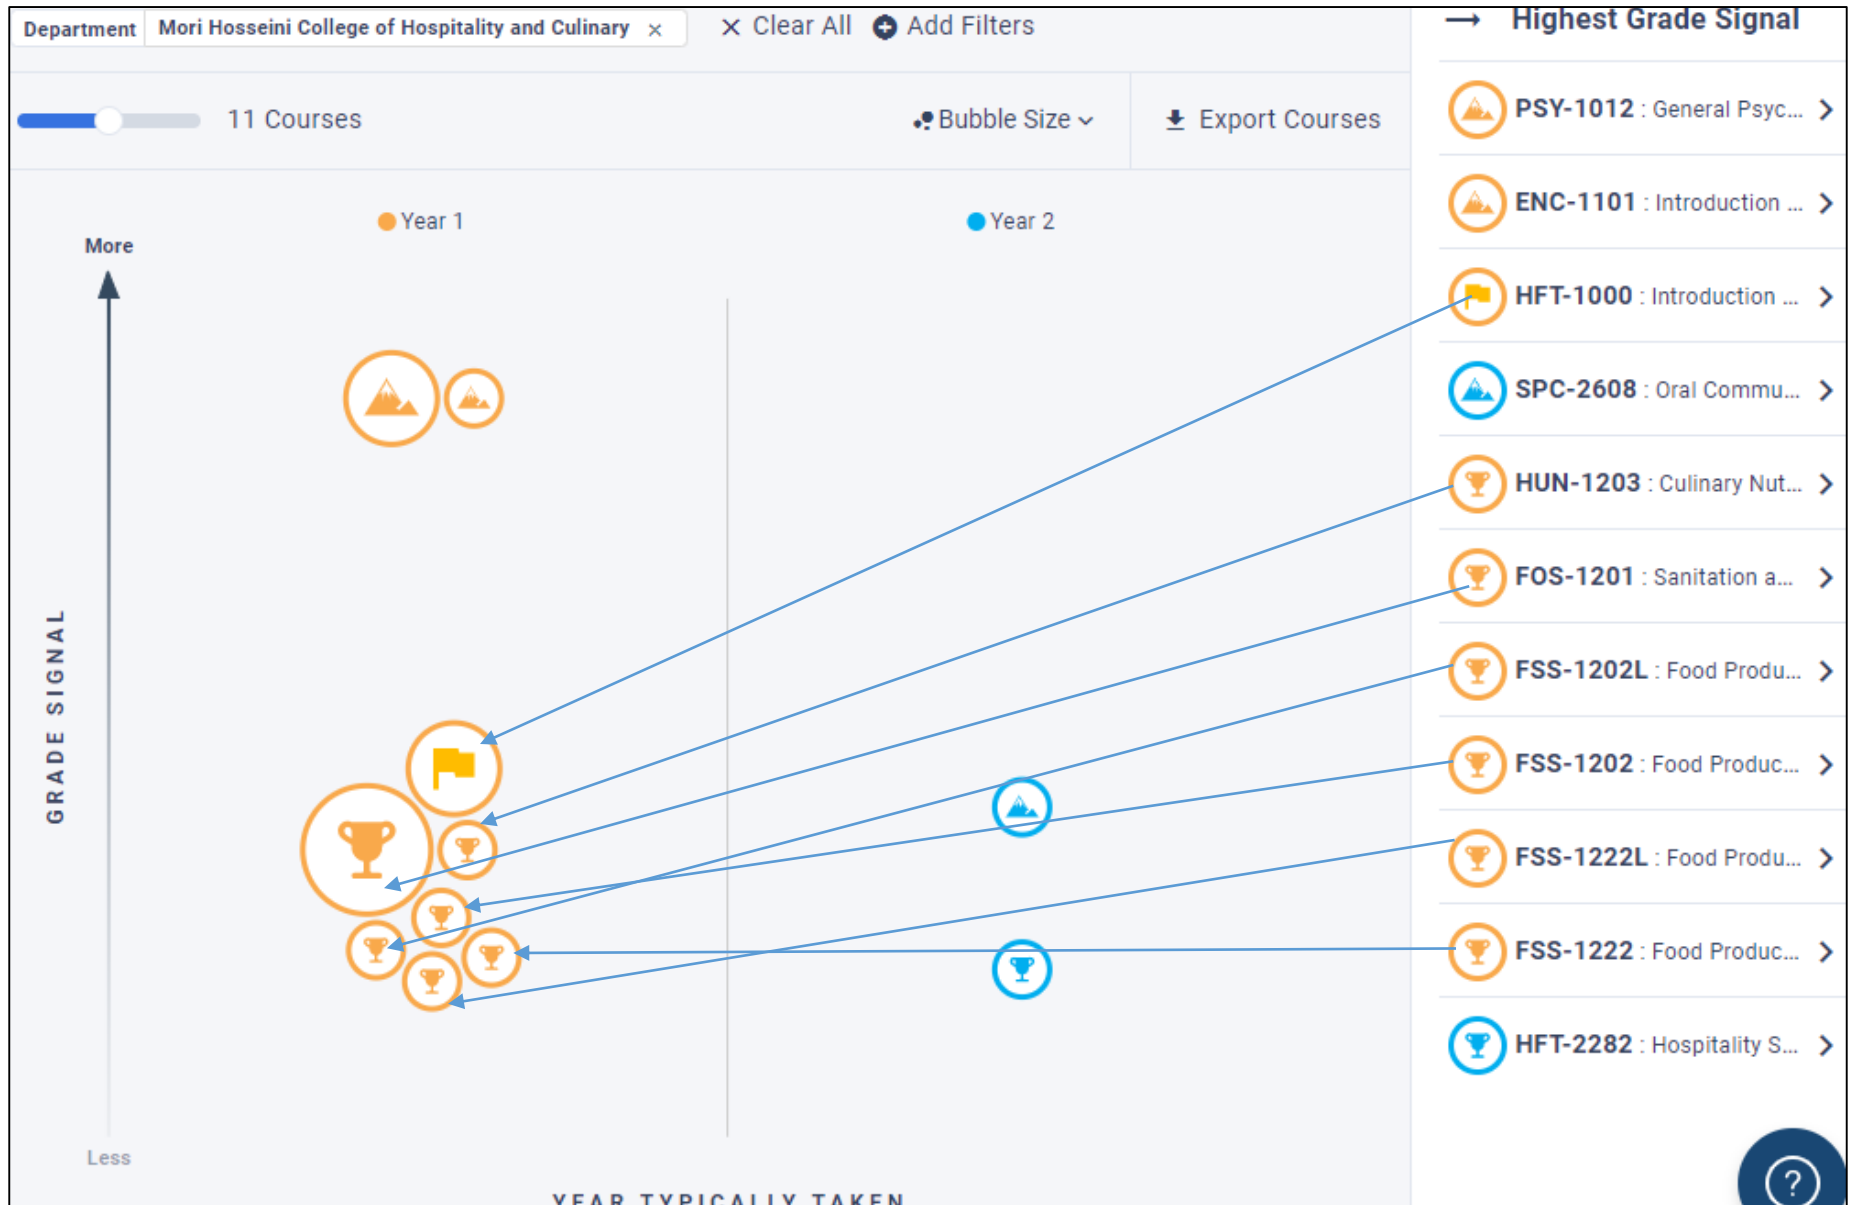 Department Mori Hosseini College of Hospitality and Culinary × × Clear All + Add Filters
11 Courses Bubble Size Export Courses
Year 1 Year 2
More
GRADE SIGNAL
Less
YEAR TYPICALLY TAKEN
→ Highest Grade Signal
PSY-1012 : General Psyc...
ENC-1101 : Introduction ...
HFT-1000 : Introduction ...
SPC-2608 : Oral Commu...
HUN-1203 : Culinary Nut...
FOS-1201 : Sanitation a...
FSS-1202L : Food Produ...
FSS-1202 : Food Produc...
FSS-1222L : Food Produ...
FSS-1222 : Food Produc...
HFT-2282 : Hospitality S...
?